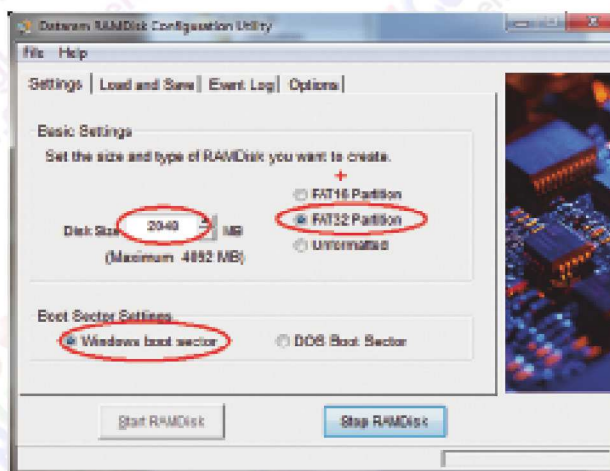 Dataram RAMDisk Configuration Utility
File Help
Settings Load and Save Event Log Options
Basic Settings
Set the size and type of RAMDisk you want to create.
FAT16 Partition
Disk Size 2048 MB FAT32 Partition
(Maximum 4092 MB) Unformatted
Boot Sector Settings
Windows boot sector DOS Boot Sector
Start RAMDisk Stop RAMDisk